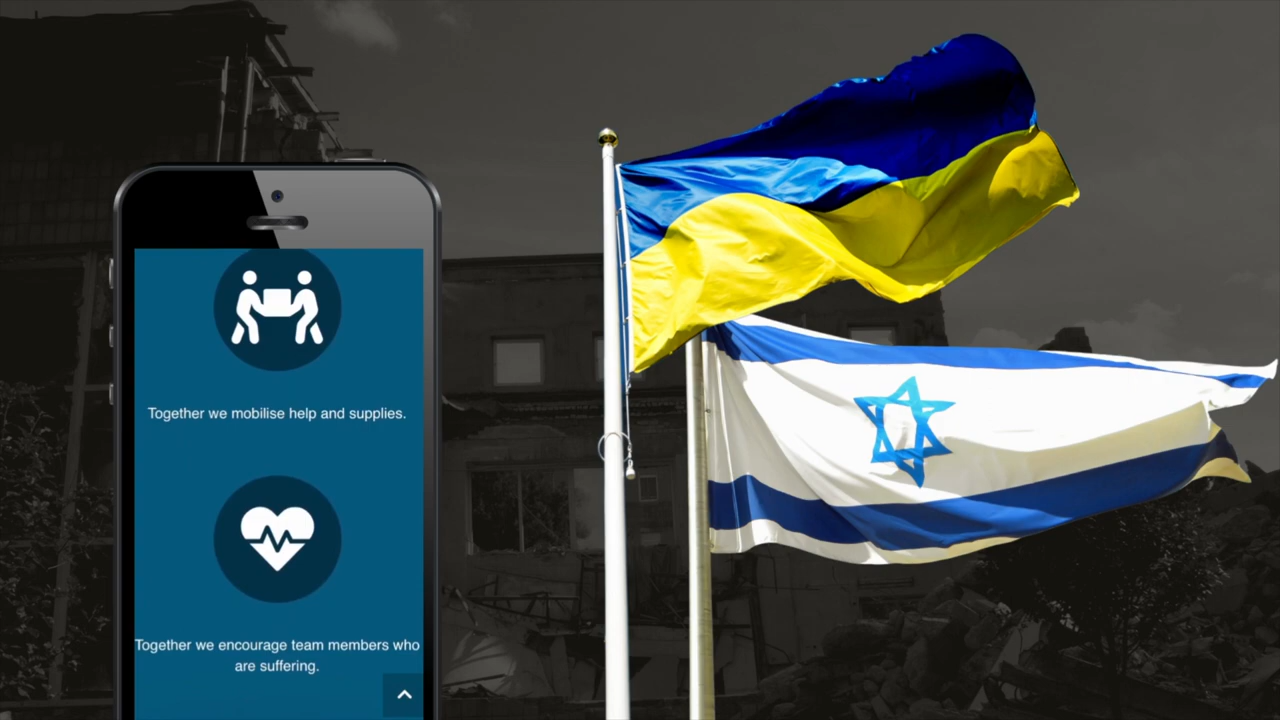 Together we mobilise help and supplies.
Together we encourage team members who
are suffering.